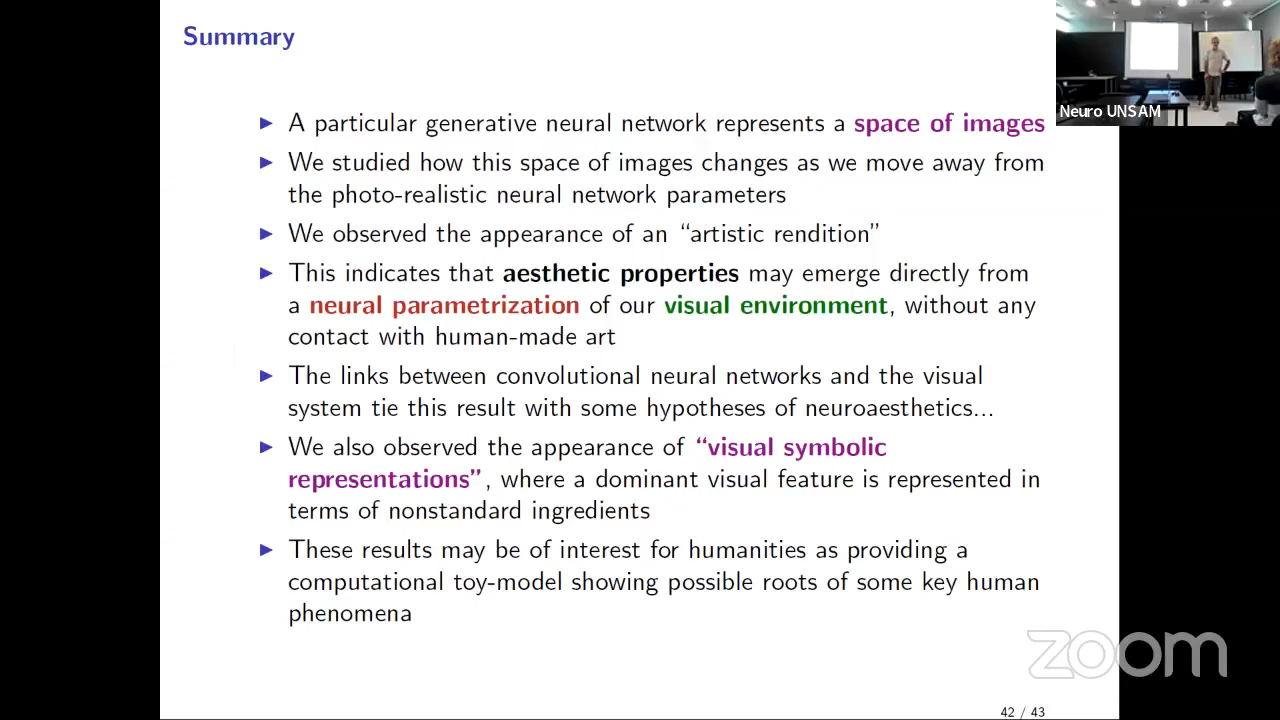 Summary
Neuro UNSAM
▶ A particular generative neural network represents a space of images
▶ We studied how this space of images changes as we move away from
the photo-realistic neural network parameters
▶ We observed the appearance of an “artistic rendition”
▶ This indicates that aesthetic properties may emerge directly from
a neural parametrization of our visual environment, without any
contact with human-made art
▶ The links between convolutional neural networks and the visual
system tie this result with some hypotheses of neuroaesthetics...
▶ We also observed the appearance of “visual symbolic
representations”, where a dominant visual feature is represented in
terms of nonstandard ingredients
▶ These results may be of interest for humanities as providing a
computational toy-model showing possible roots of some key human
phenomena
zoom
42 / 43